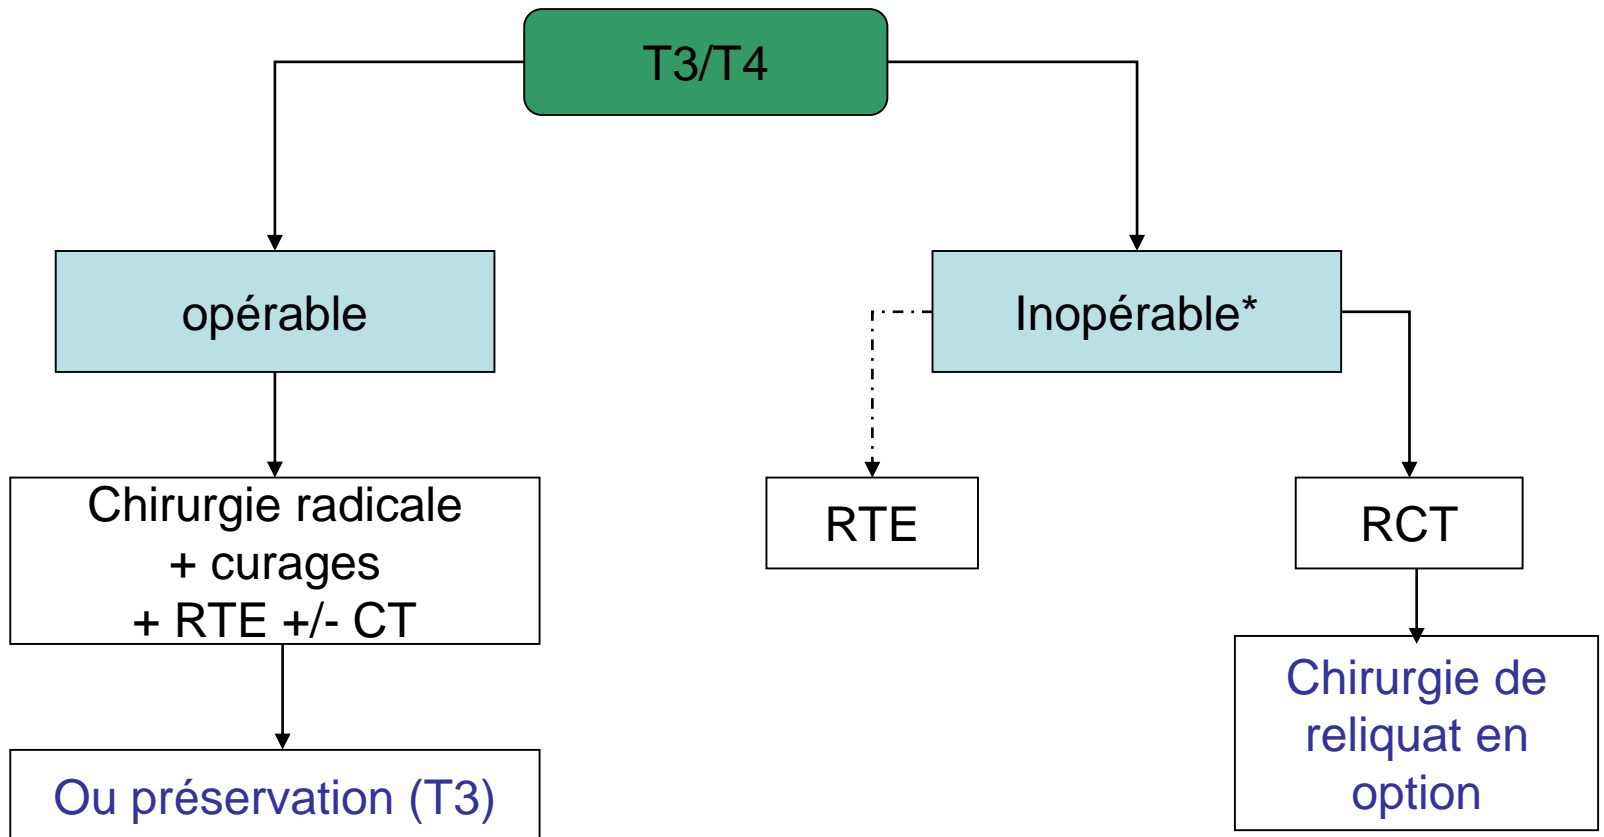 T3/T4
opérable
Inopérable*
Chirurgie radicale
+ curages
+ RTE +/- CT
RTE
RCT
Ou préservation (T3)
Chirurgie de
reliquat en
option